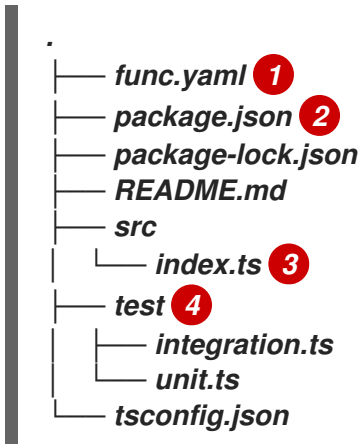 .
├── func.yaml 1
├── package.json 2
├── package-lock.json
├── README.md
├── src
│   └── index.ts 3
├── test 4
│   ├── integration.ts
│   └── unit.ts
└── tsconfig.json